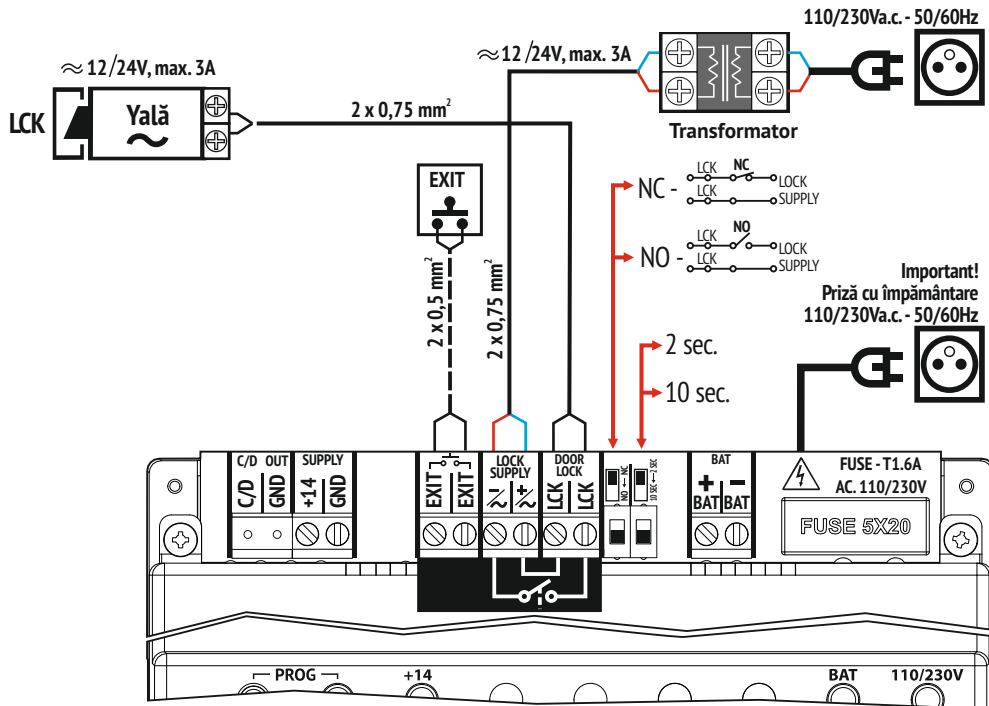 110/230Va.c. - 50/60Hz
≈ 12/24V, max. 3A
≈ 12/24V, max. 3A
LCK
Yală
2 x 0,75 mm²
Transformator
EXIT
NC -
LCK
NC
LOCK
LCK
SUPPLY
NO -
LCK
NO
LOCK
LCK
SUPPLY
Important!
Priză cu împământare
110/230Va.c. - 50/60Hz
2 x 0,5 mm²
2 x 0,75 mm²
2 sec.
10 sec.
C/D OUT
SUPPLY
LOCK
SUPPLY
DOOR
LOCK
BAT
FUSE - T1.6A
AC. 110/230V
C/D
GND
+14
GND
EXIT
EXIT
LCK
LCK
NO ← NC
10 SEC ← 2 SEC
+
-
BAT
BAT
FUSE 5X20
PROG
+14
BAT
110/230V